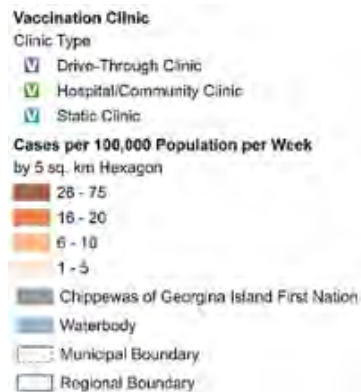 Vaccination Clinic
Clinic Type
Drive-Through Clinic
Hospital/Community Clinic
Static Clinic
Cases per 100,000 Population per Week
by 5 sq. km Hexagon
26 - 75
16 - 20
6 - 10
1 - 5
Chippewas of Georgina Island First Nation
Waterbody
Municipal Boundary
Regional Boundary